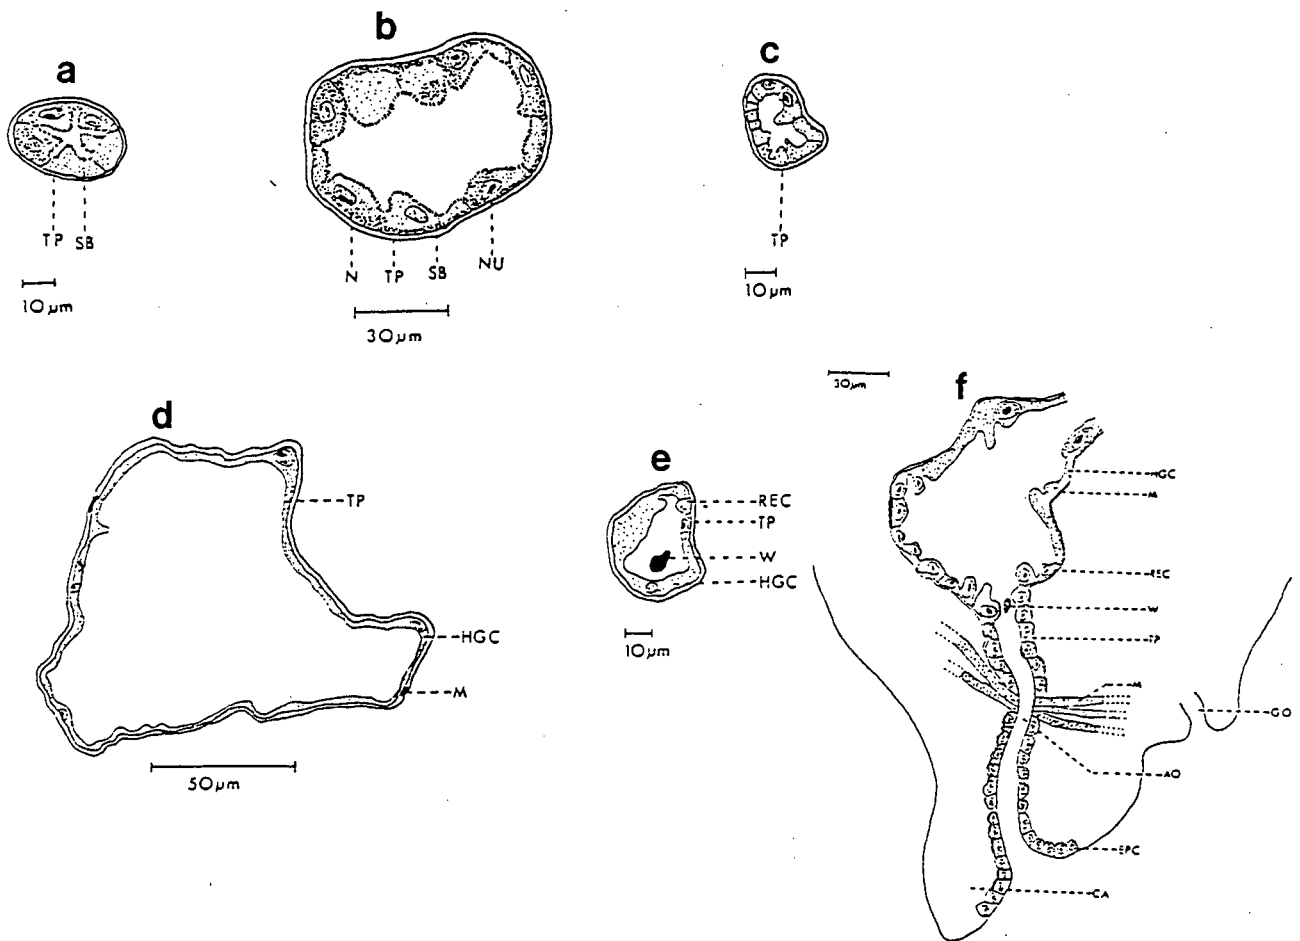 a
b
c
TP SB
10 µm
N TP SB NU
30 µm
TP
10 µm
d
TP
HGC
M
50 µm
e
REC
TP
W
HGC
10 µm
30 µm
f
HGC
M
REC
W
TP
M
GO
AO
EPC
CA